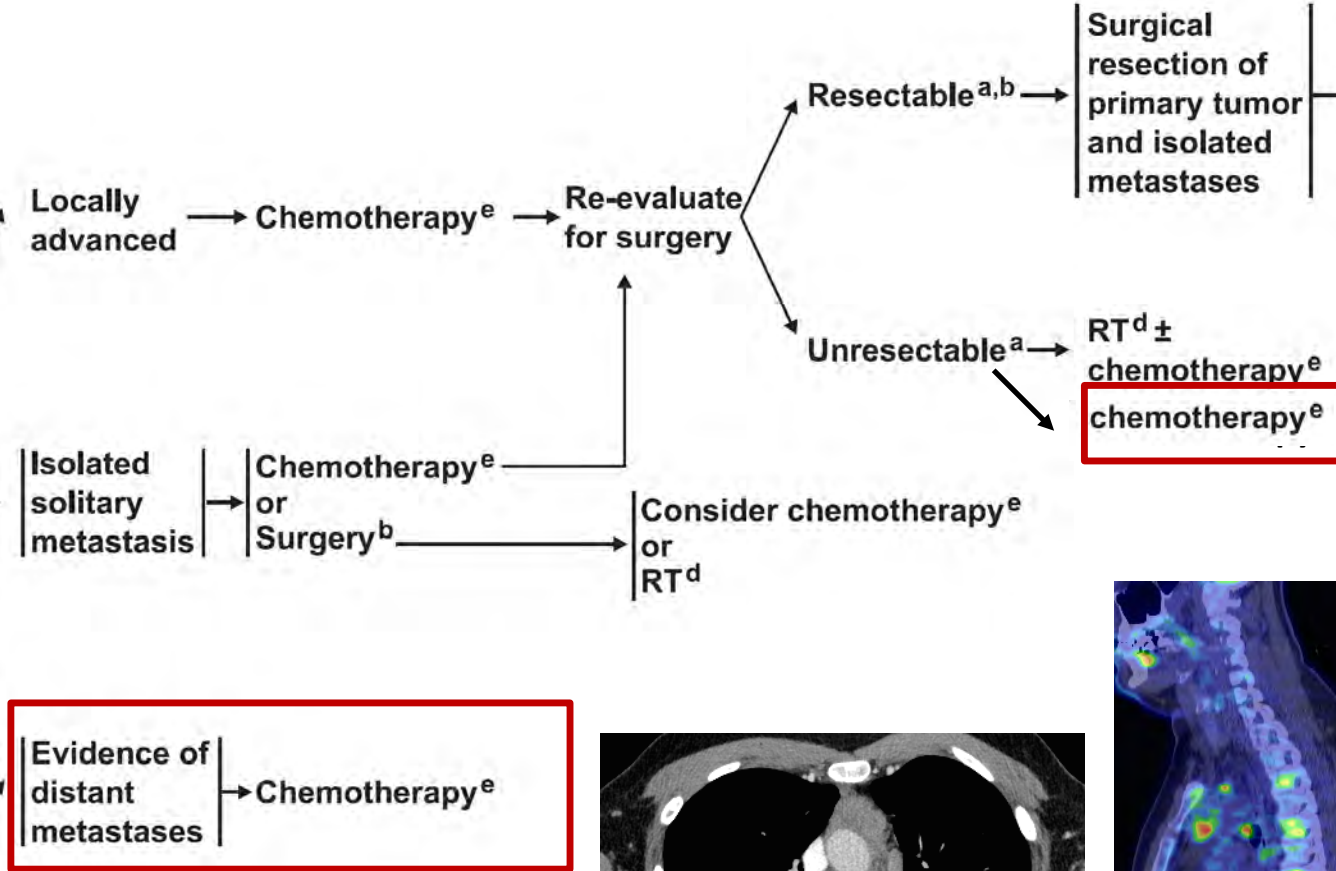 Surgical
resection of
primary tumor
and isolated
metastases
Resectable a,b
Locally
advanced
Chemotherapy e
Re-evaluate
for surgery
Unresectable a
RT d ±
chemotherapy e
chemotherapy e
Isolated
solitary
metastasis
Chemotherapy e
or
Surgery b
Consider chemotherapy e
or
RT d
Evidence of
distant
metastases
Chemotherapy e